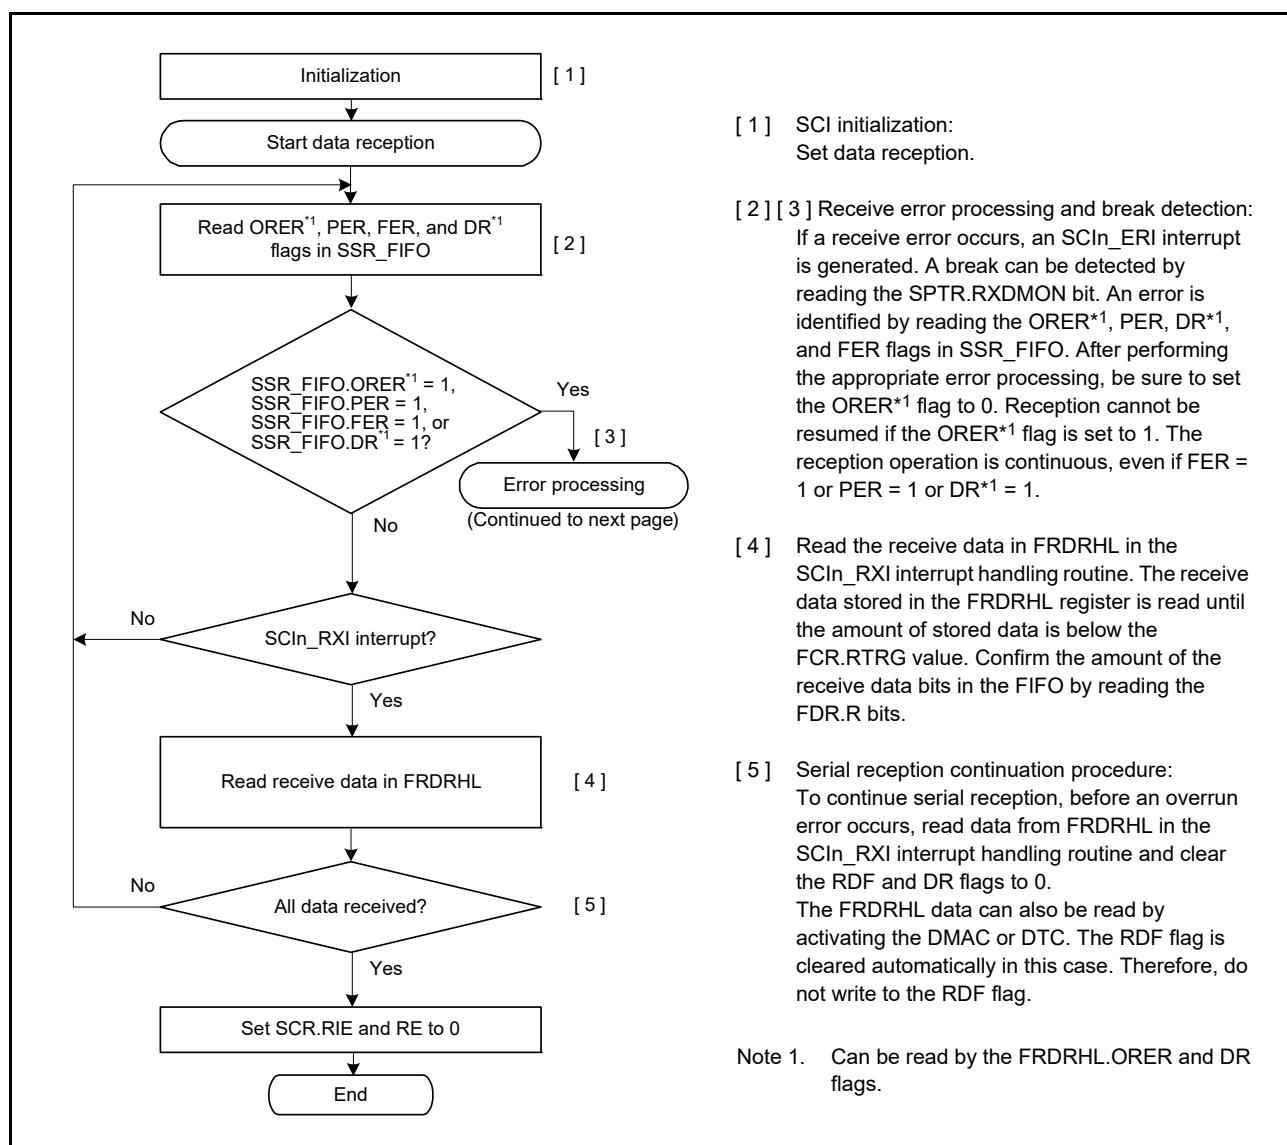 Initialization
[ 1 ]
Start data reception
Read ORER*1, PER, FER, and DR*1
flags in SSR_FIFO
[ 2 ]
SSR_FIFO.ORER*1 = 1,
SSR_FIFO.PER = 1,
SSR_FIFO.FER = 1, or
SSR_FIFO.DR*1 = 1?
Yes
[ 3 ]
Error processing
(Continued to next page)
No
SCIn_RXI interrupt?
No
Yes
Read receive data in FRDRHL
[ 4 ]
No
All data received?
[ 5 ]
Yes
Set SCR.RIE and RE to 0
End
[ 1 ] SCI initialization:
Set data reception.
[ 2 ] [ 3 ] Receive error processing and break detection:
If a receive error occurs, an SCIn_ERI interrupt
is generated. A break can be detected by
reading the SPTR.RXDMON bit. An error is
identified by reading the ORER*1, PER, DR*1,
and FER flags in SSR_FIFO. After performing
the appropriate error processing, be sure to set
the ORER*1 flag to 0. Reception cannot be
resumed if the ORER*1 flag is set to 1. The
reception operation is continuous, even if FER =
1 or PER = 1 or DR*1 = 1.
[ 4 ] Read the receive data in FRDRHL in the
SCIn_RXI interrupt handling routine. The receive
data stored in the FRDRHL register is read until
the amount of stored data is below the
FCR.RTRG value. Confirm the amount of the
receive data bits in the FIFO by reading the
FDR.R bits.
[ 5 ] Serial reception continuation procedure:
To continue serial reception, before an overrun
error occurs, read data from FRDRHL in the
SCIn_RXI interrupt handling routine and clear
the RDF and DR flags to 0.
The FRDRHL data can also be read by
activating the DMAC or DTC. The RDF flag is
cleared automatically in this case. Therefore, do
not write to the RDF flag.
Note 1. Can be read by the FRDRHL.ORER and DR
flags.